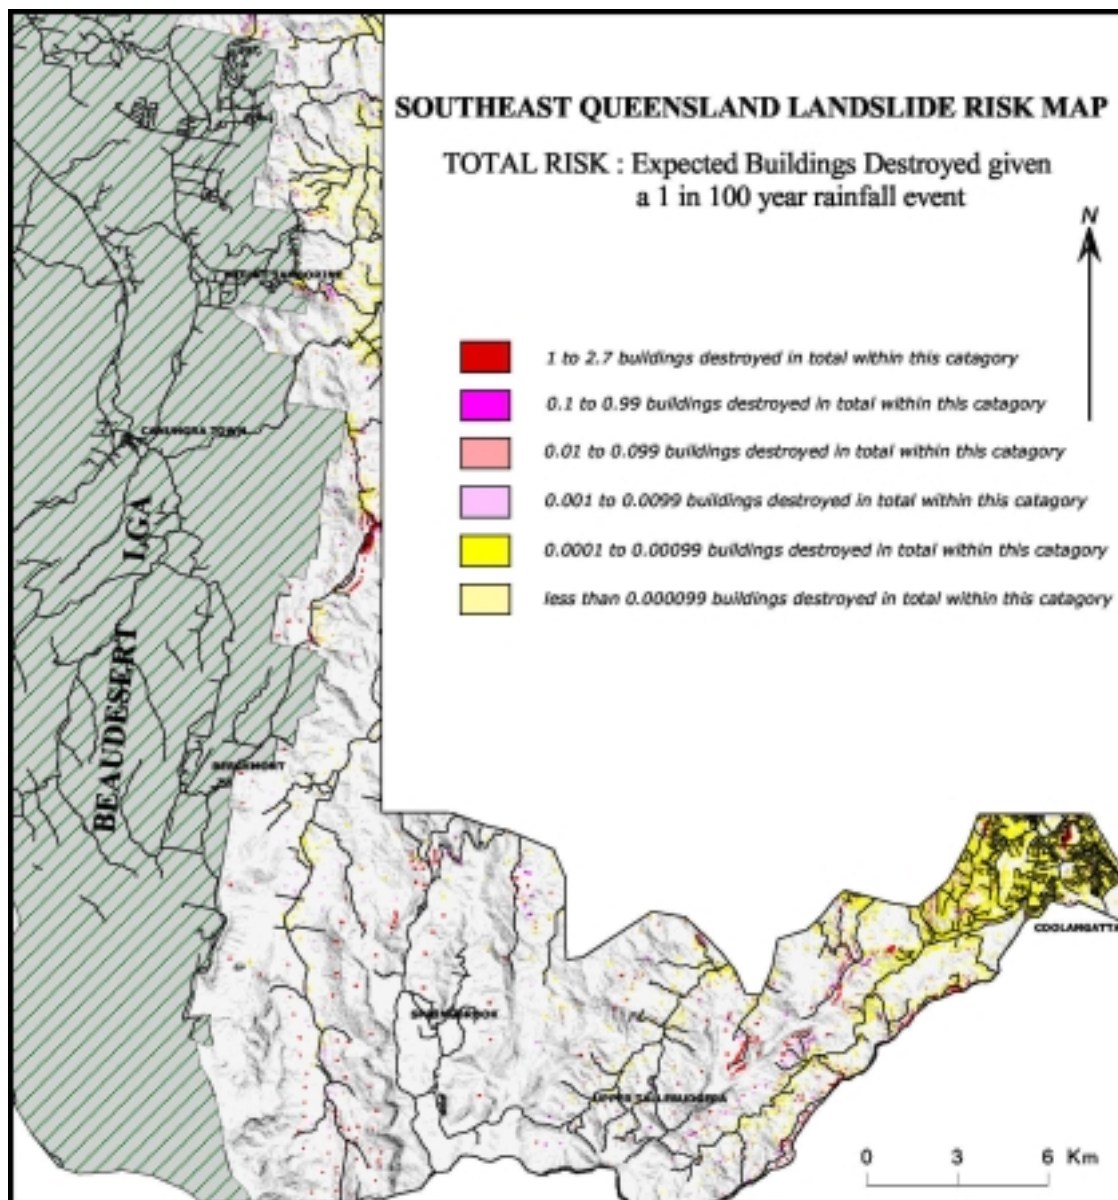 SOUTHEAST QUEENSLAND LANDSLIDE RISK MAP
TOTAL RISK : Expected Buildings Destroyed given
a 1 in 100 year rainfall event
N
MOUNT TAMBORINE
1 to 2.7 buildings destroyed in total within this catagory
0.1 to 0.99 buildings destroyed in total within this catagory
0.01 to 0.099 buildings destroyed in total within this catagory
0.001 to 0.0099 buildings destroyed in total within this catagory
0.0001 to 0.00099 buildings destroyed in total within this catagory
less than 0.000099 buildings destroyed in total within this catagory
CANUNGRA TOWN
BEAUDESERT LGA
BEECHMONT
COOLANGATTA
SPRINGBROOK
UPPER TALLEBUDGERA
0 3 6 Km